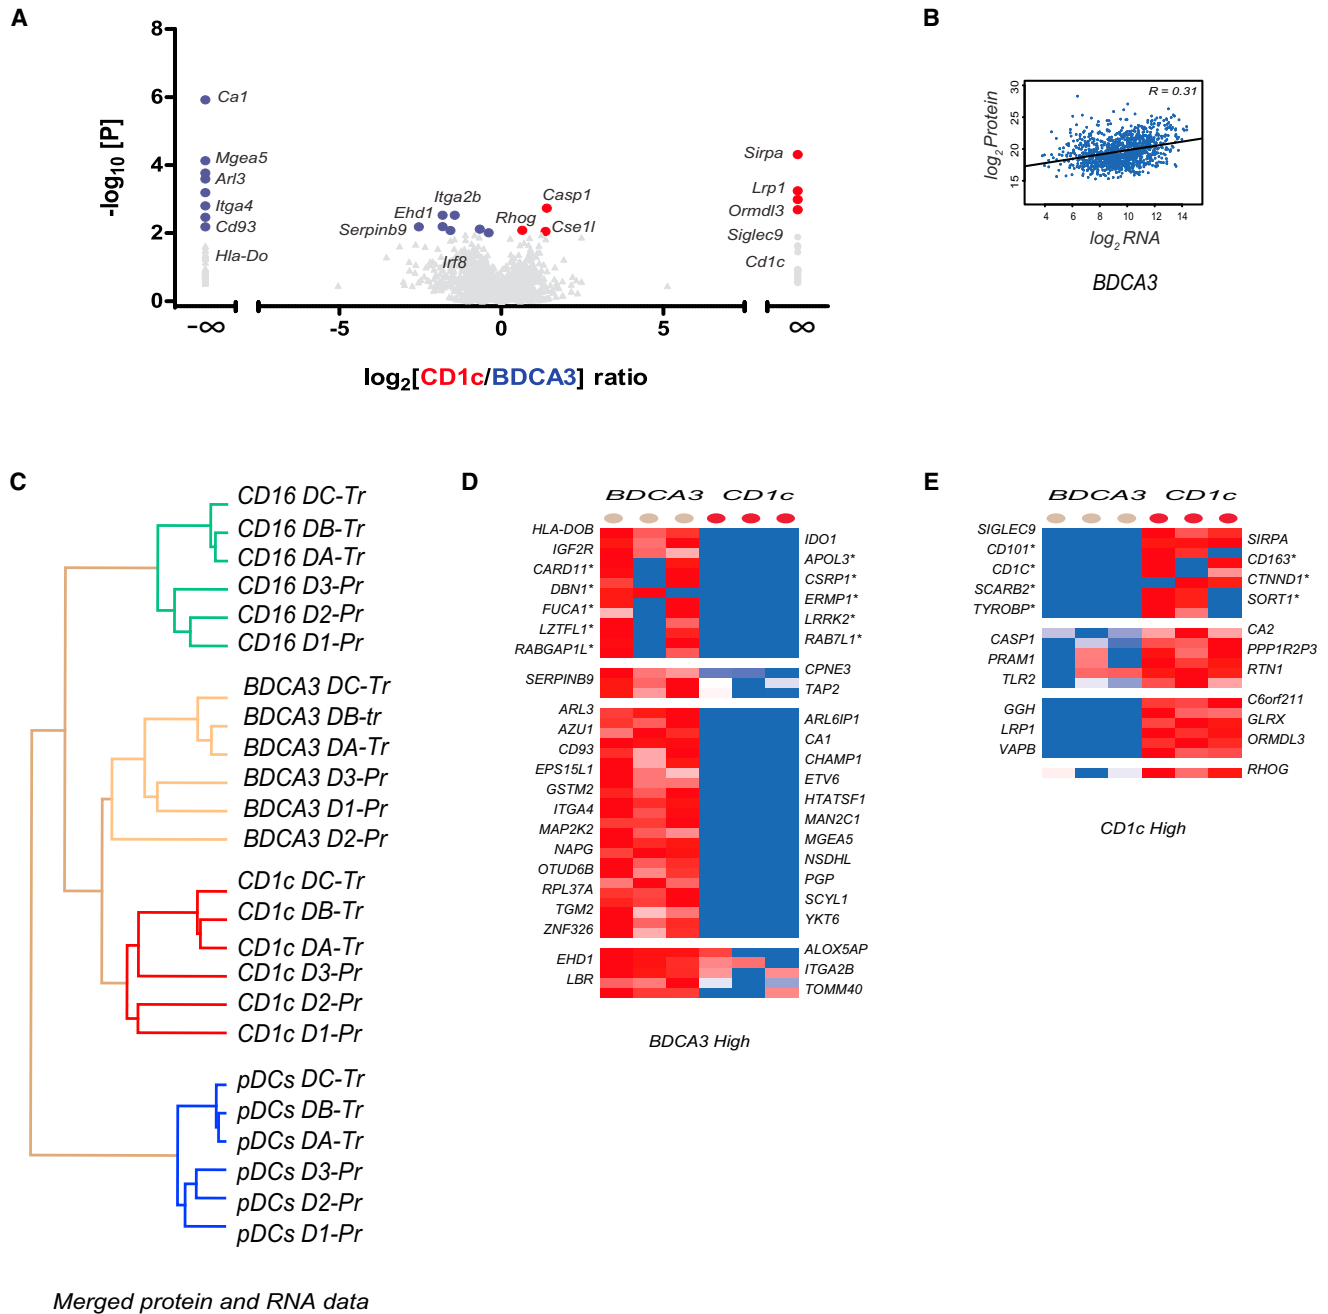 A
8
6
4
2
0
-log10 [P]
Ca1
Mgea5
Arl3
Itga4
Cd93
Hla-Do
Serpinb9
Ehd1
Itga2b
Irf8
Rhog
Casp1
Cse1l
Sirpa
Lrp1
Ormdl3
Siglec9
Cd1c
−∞
-5
0
5
∞
log2[CD1c/BDCA3] ratio
B
30
25
20
15
log2Protein
R = 0.31
4 6 8 10 12 14
log2RNA
BDCA3
C
CD16 DC-Tr
CD16 DB-Tr
CD16 DA-Tr
CD16 D3-Pr
CD16 D2-Pr
CD16 D1-Pr
BDCA3 DC-Tr
BDCA3 DB-tr
BDCA3 DA-Tr
BDCA3 D3-Pr
BDCA3 D1-Pr
BDCA3 D2-Pr
CD1c DC-Tr
CD1c DB-Tr
CD1c DA-Tr
CD1c D3-Pr
CD1c D2-Pr
CD1c D1-Pr
pDCs DC-Tr
pDCs DB-Tr
pDCs DA-Tr
pDCs D3-Pr
pDCs D2-Pr
pDCs D1-Pr
Merged protein and RNA data
D
BDCA3 CD1c
HLA-DOB
IDO1
IGF2R
APOL3*
CARD11*
CSRP1*
DBN1*
ERMP1*
FUCA1*
LRRK2*
LZTFL1*
RAB7L1*
RABGAP1L*
CPNE3
SERPINB9
TAP2
ARL3
ARL6IP1
AZU1
CA1
CD93
CHAMP1
EPS15L1
ETV6
GSTM2
HTATSF1
ITGA4
MAN2C1
MAP2K2
MGEA5
NAPG
NSDHL
OTUD6B
PGP
RPL37A
SCYL1
TGM2
YKT6
ZNF326
ALOX5AP
EHD1
ITGA2B
LBR
TOMM40
BDCA3 High
E
BDCA3 CD1c
SIGLEC9
SIRPA
CD101*
CD163*
CD1C*
CTNND1*
SCARB2*
SORT1*
TYROBP*
CA2
CASP1
PPP1R2P3
PRAM1
RTN1
TLR2
C6orf211
GGH
GLRX
LRP1
ORMDL3
VAPB
RHOG
CD1c High